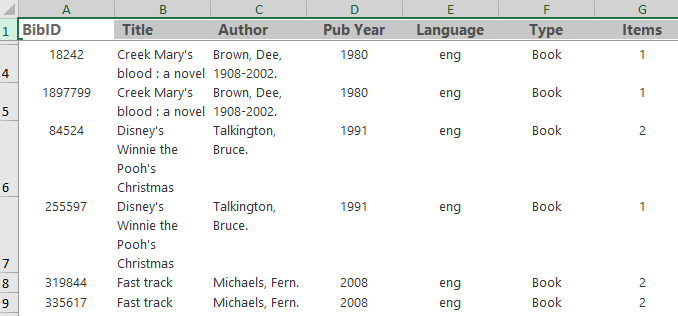 A B C D E F G
1 BibID Title Author Pub Year Language Type Items
18242 Creek Mary's Brown, Dee, 1980 eng Book 1
4 blood : a novel 1908-2002.
1897799 Creek Mary's Brown, Dee, 1980 eng Book 1
5 blood : a novel 1908-2002.
84524 Disney's Talkington, 1991 eng Book 2
Winnie the Bruce.
Pooh's
6 Christmas
255597 Disney's Talkington, 1991 eng Book 1
Winnie the Bruce.
Pooh's
7 Christmas
8 319844 Fast track Michaels, Fern. 2008 eng Book 2
9 335617 Fast track Michaels, Fern. 2008 eng Book 2